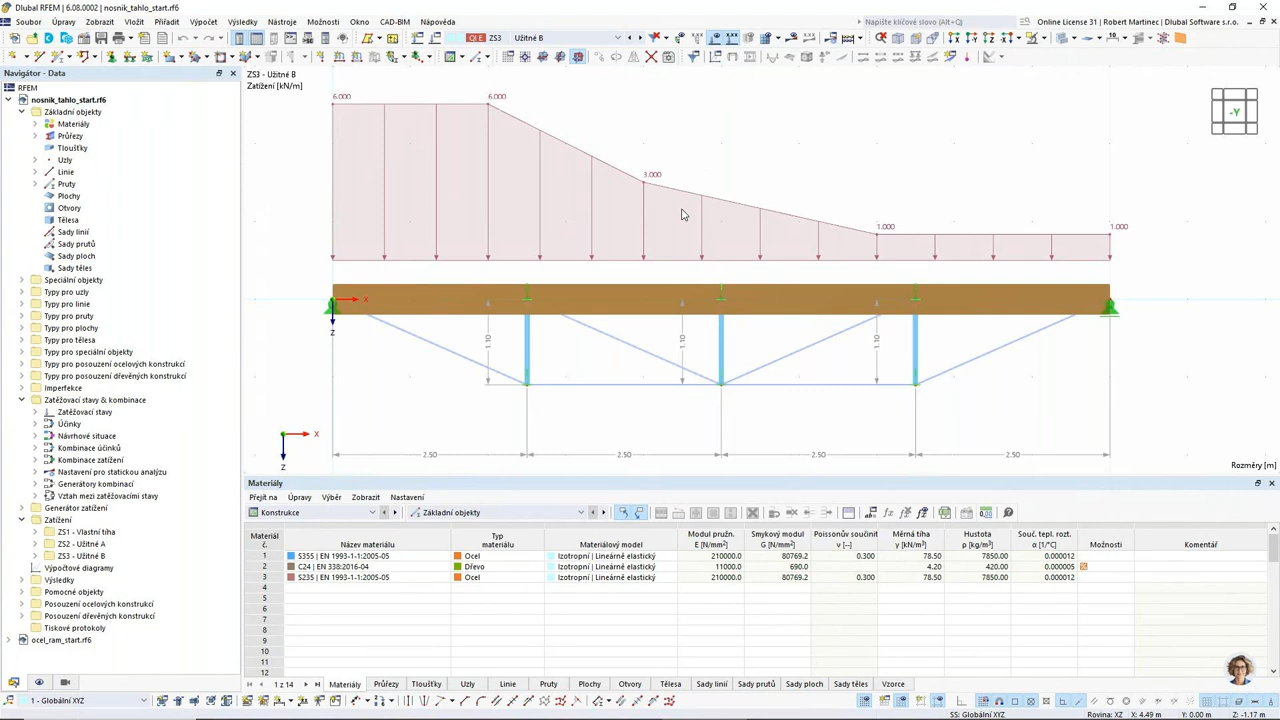 Dlubal RFEM | 6.08.0002 | nosnik_tahlo_start.rf6
Soubor Úpravy Zobrazit Vložit Přiřadit Výpočet Výsledky Nástroje Možnosti Okno CAD-BIM Nápověda
Napište klíčové slovo (Alt+Q)
Online License 31 | Robert Martinec | Dlubal Software s.r.o.
QI E ZS3 Užitné B
Navigátor - Data
RFEM
nosnik_tahlo_start.rf6
Základní objekty
Materiály
Průřezy
Tloušťky
Uzly
Linie
Pruty
Plochy
Otvory
Tělesa
Sady linií
Sady prutů
Sady ploch
Sady těles
Speciální objekty
Typy pro uzly
Typy pro linie
Typy pro pruty
Typy pro plochy
Typy pro tělesa
Typy pro speciální objekty
Typy pro posouzení ocelových konstrukcí
Typy pro posouzení dřevěných konstrukcí
Imperfekce
Zatěžovací stavy & kombinace
Zatěžovací stavy
Účinky
Návrhové situace
Kombinace účinků
Kombinace zatížení
Nastavení pro statickou analýzu
Generátory kombinací
Vztah mezi zatěžovacími stavy
Generátor zatížení
Zatížení
ZS1 - Vlastní tíha
ZS2 - Užitné A
ZS3 - Užitné B
Výpočetní diagramy
Výsledky
Pomocné objekty
Posouzení ocelových konstrukcí
Posouzení dřevěných konstrukcí
Tiskové protokoly
ocel_ram_start.rf6
ZS3 - Užitné B
Zatížení [kN/m]
6.000
6.000
3.000
1.000
1.000
-Y
X
Z
1.10
1.10
1.10
X
Z
2.50
2.50
2.50
2.50
Rozměry [m]
Materiály
Přejít na Úpravy Výběr Zobrazit Nastavení
Konstrukce
Základní objekty
Materiál č. Název materiálu Typ materiálu Materiálový model Modul pružn. E [N/mm²] Smykový modul G [N/mm²] Poissonův součinit ν [--] Měrná tíha γ [kN/m³] Hustota ρ [kg/m³] Souč. tepl. rozt. α [1/°C] Možnosti Komentář
1 S355 | EN 1993-1-1:2005-05 Ocel Izotropní | Lineárně elastický 210000.0 80769.2 0.300 78.50 7850.00 0.000012
2 C24 | EN 338:2016-04 Dřevo Izotropní | Lineárně elastický 11000.0 690.0 4.20 420.00 0.000005
3 S235 | EN 1993-1-1:2005-05 Ocel Izotropní | Lineárně elastický 210000.0 80769.2 0.300 78.50 7850.00 0.000012
4
5
6
7
8
9
10
11
12
1 z 14 Materiály Průřezy Tloušťky Uzly Linie Pruty Plochy Otvory Tělesa Sady linií Sady prutů Sady ploch Sady těles Vzorce
1 - Globální XYZ
SS: Globální XYZ Rovina: XZ X: 4.49 m Y: 0.00 m Z: -1.17 m